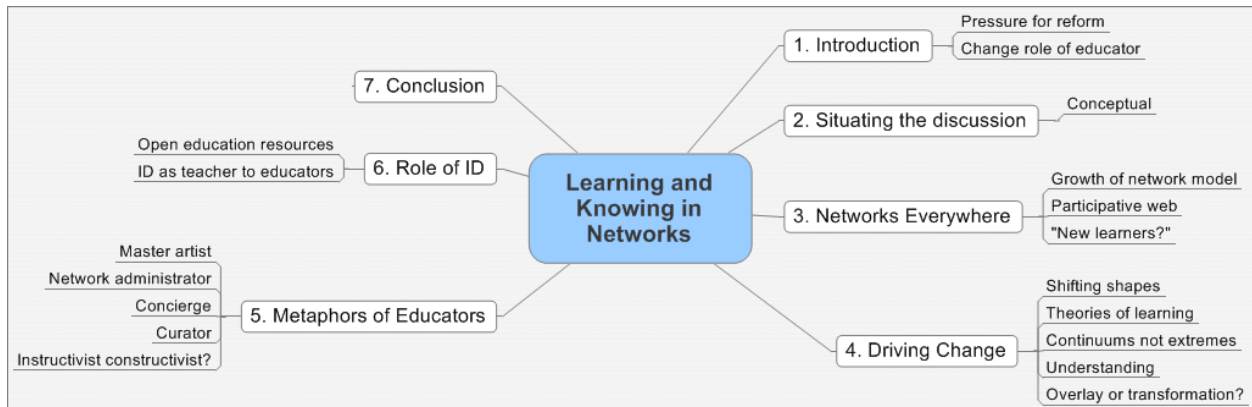 Learning and
Knowing in
Networks
1. Introduction
Pressure for reform
Change role of educator
2. Situating the discussion
Conceptual
3. Networks Everywhere
Growth of network model
Participative web
"New learners?"
4. Driving Change
Shifting shapes
Theories of learning
Continuums not extremes
Understanding
Overlay or transformation?
5. Metaphors of Educators
Master artist
Network administrator
Concierge
Curator
Instructivist constructivist?
6. Role of ID
Open education resources
ID as teacher to educators
7. Conclusion